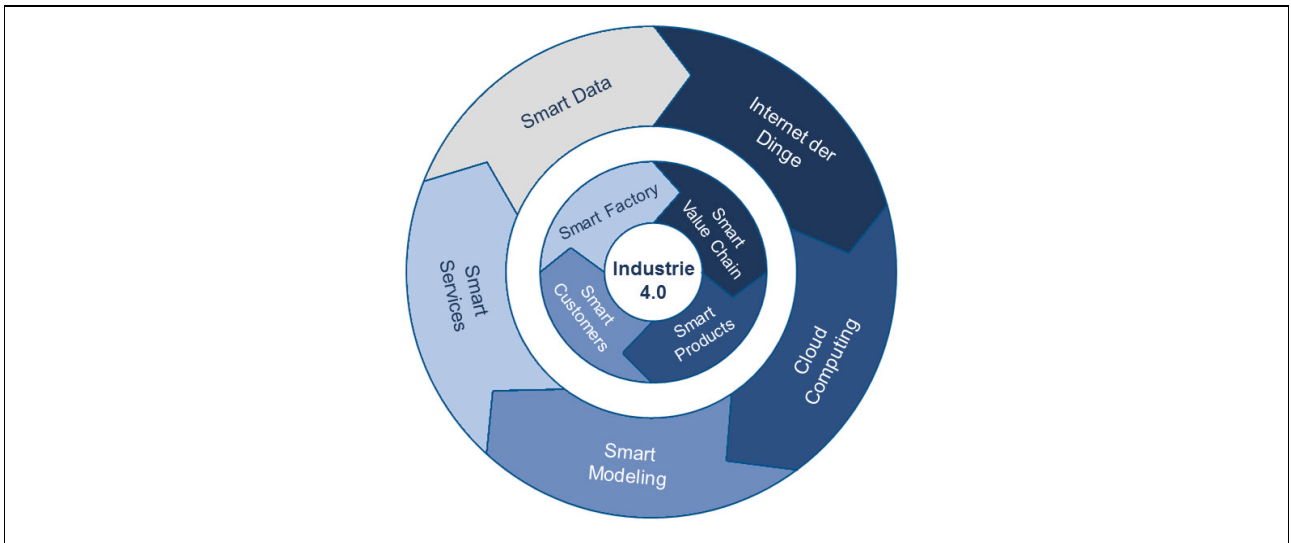 Smart Data
Internet der
Dinge
Cloud
Computing
Smart
Modeling
Smart
Services
Smart Factory
Smart
Value Chain
Smart
Products
Smart
Customers
Industrie
4.0